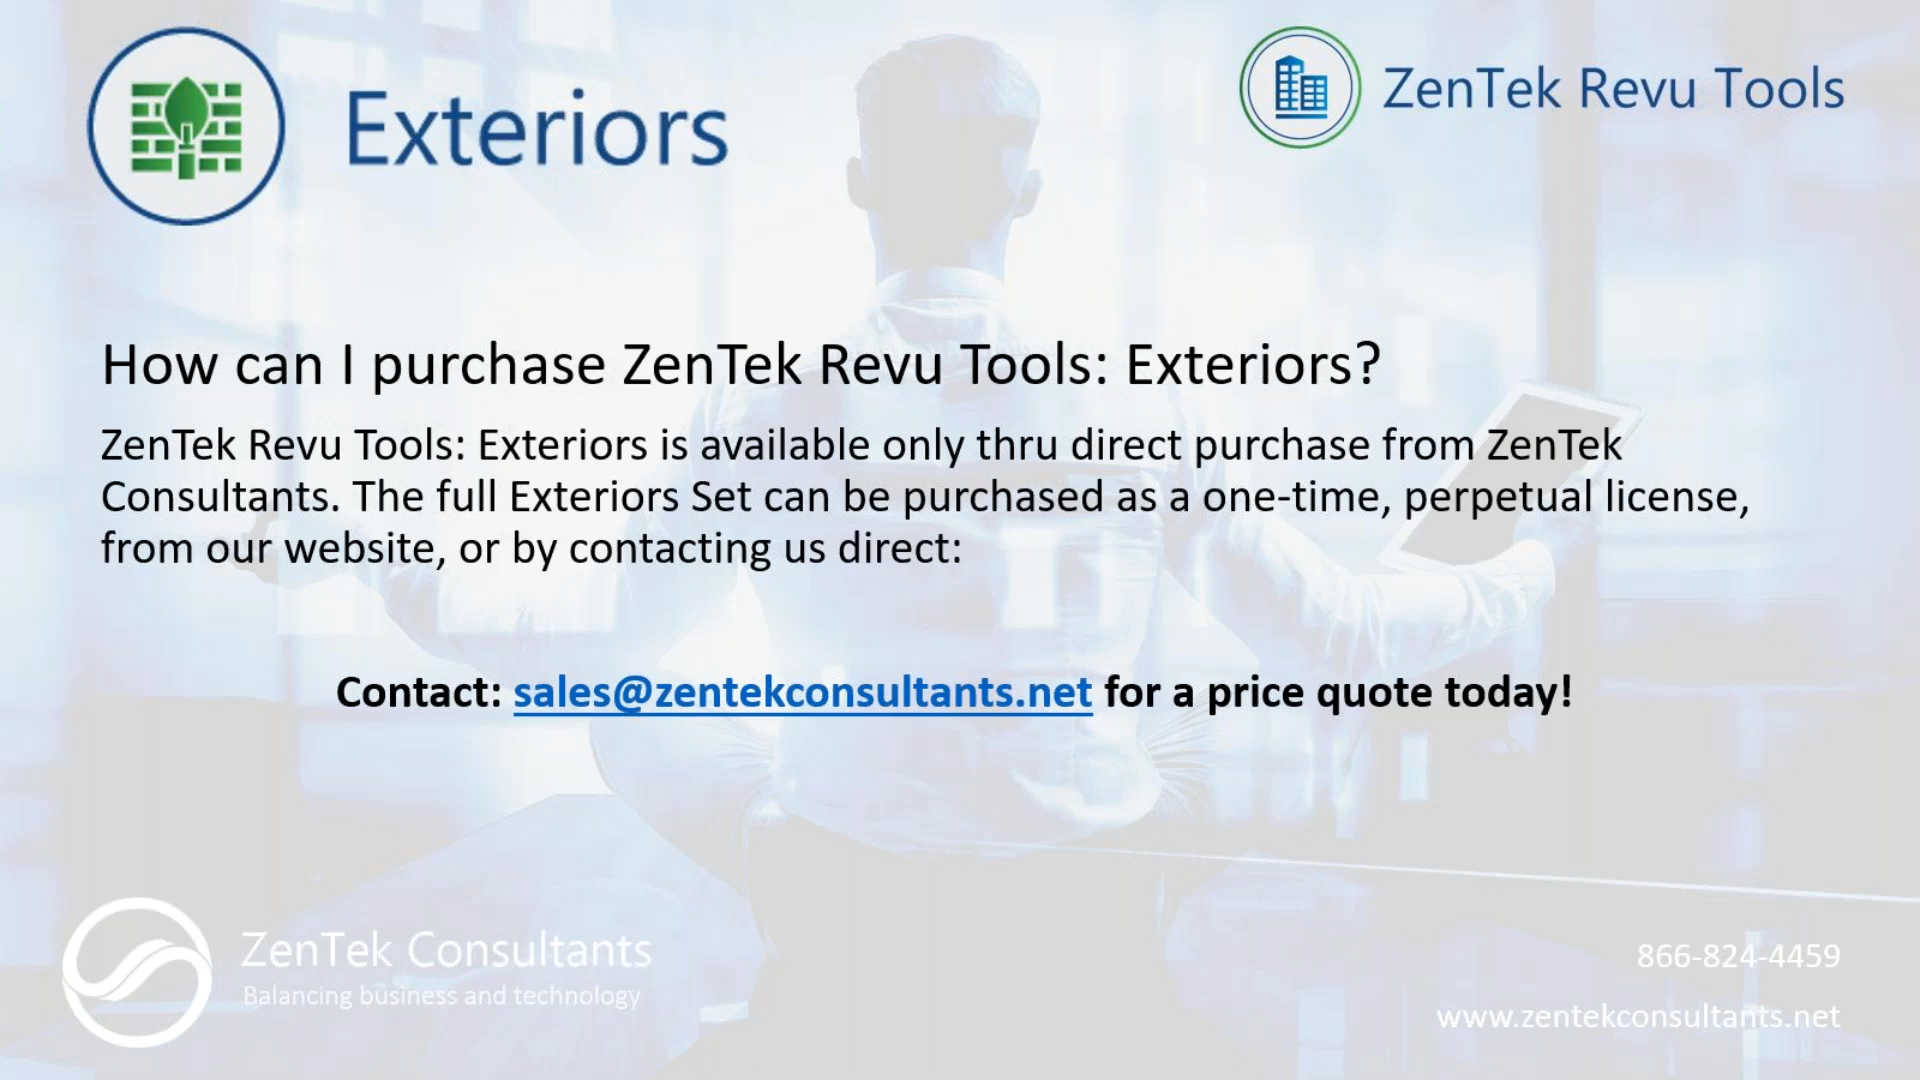 Exteriors
ZenTek Revu Tools
How can I purchase ZenTek Revu Tools: Exteriors?
ZenTek Revu Tools: Exteriors is available only thru direct purchase from ZenTek
Consultants. The full Exteriors Set can be purchased as a one-time, perpetual license,
from our website, or by contacting us direct:
Contact: sales@zentekconsultants.net for a price quote today!
ZenTek Consultants
Balancing business and technology
866-824-4459
www.zentekconsultants.net